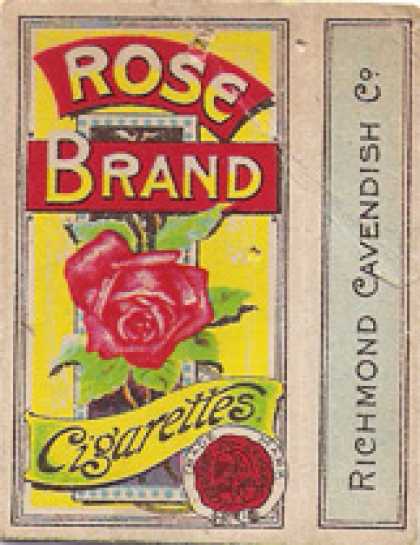 ROSE
BRAND
Cigarettes
RICHMOND CAVENDISH Cº